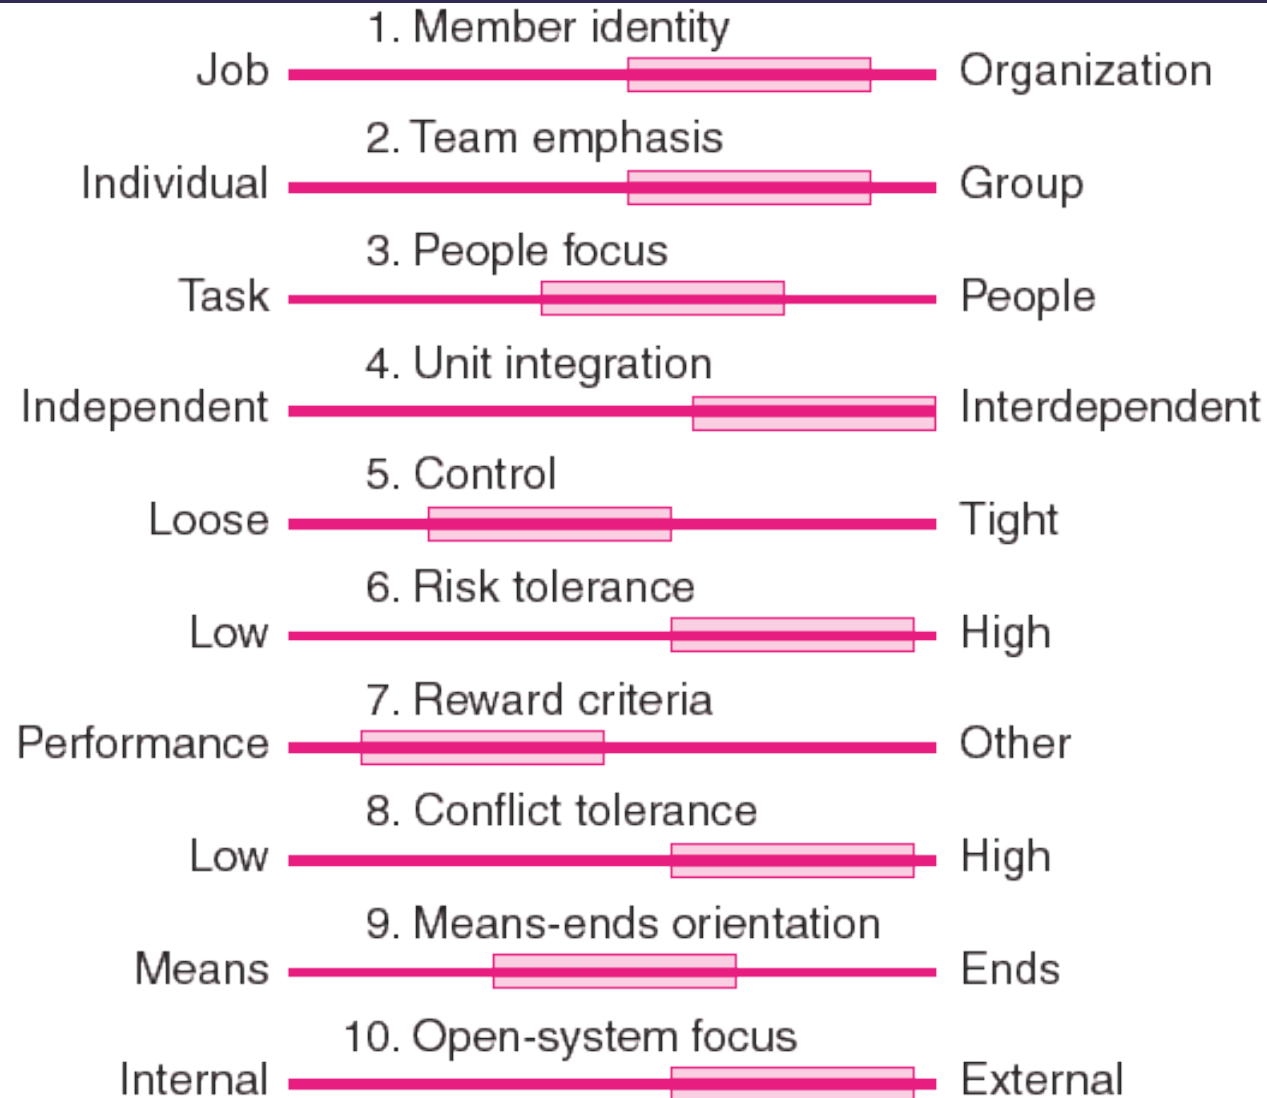 1. Member identity
Job Organization
2. Team emphasis
Individual Group
3. People focus
Task People
4. Unit integration
Independent Interdependent
5. Control
Loose Tight
6. Risk tolerance
Low High
7. Reward criteria
Performance Other
8. Conflict tolerance
Low High
9. Means-ends orientation
Means Ends
10. Open-system focus
Internal External